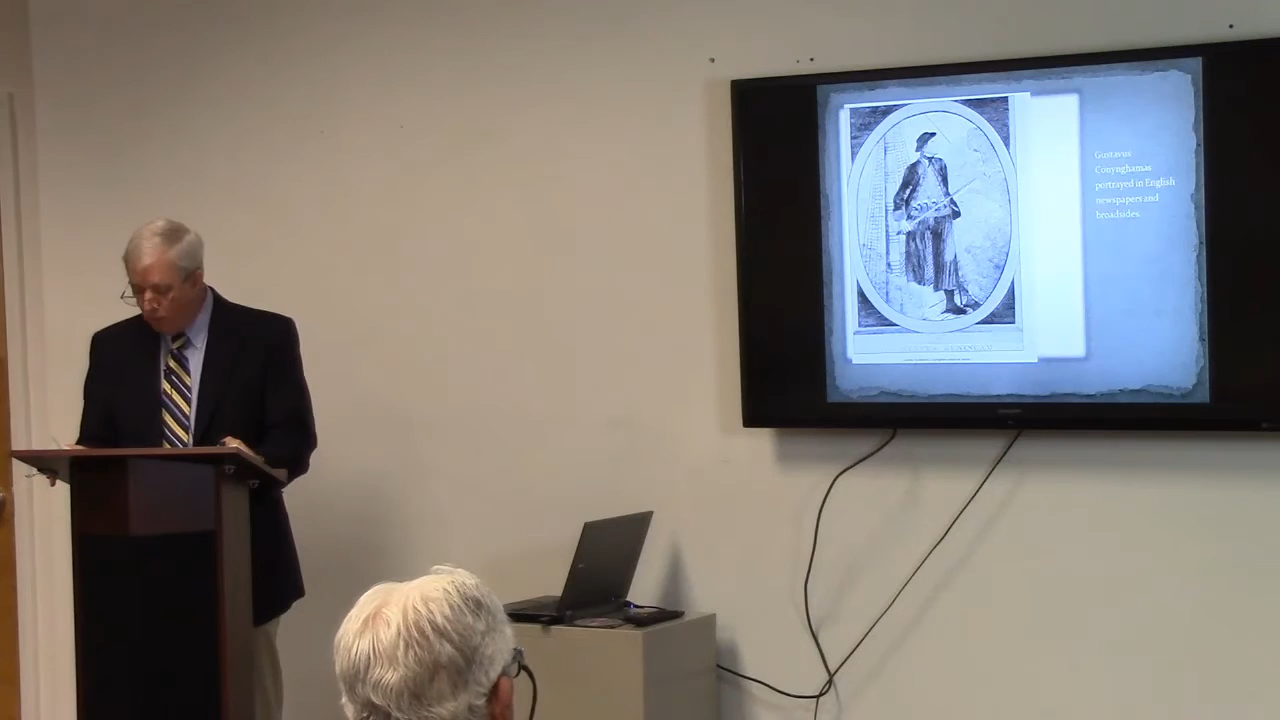 Gustavus
Conynghamas
portrayed in English
newspapers and
broadsides.